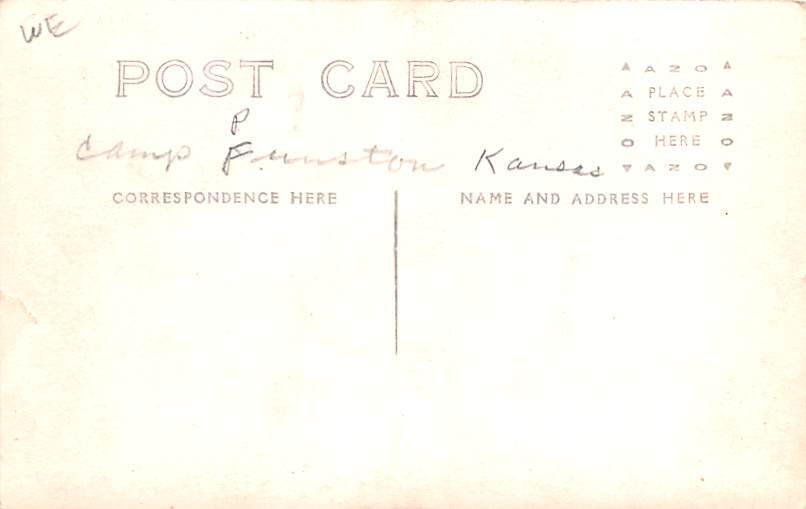 WE
POST CARD
▲ AZO ▲
A PLACE A
Z STAMP Z
O HERE O
▼ AZO ▼
P
Camp Funston Kansas
CORRESPONDENCE HERE
NAME AND ADDRESS HERE